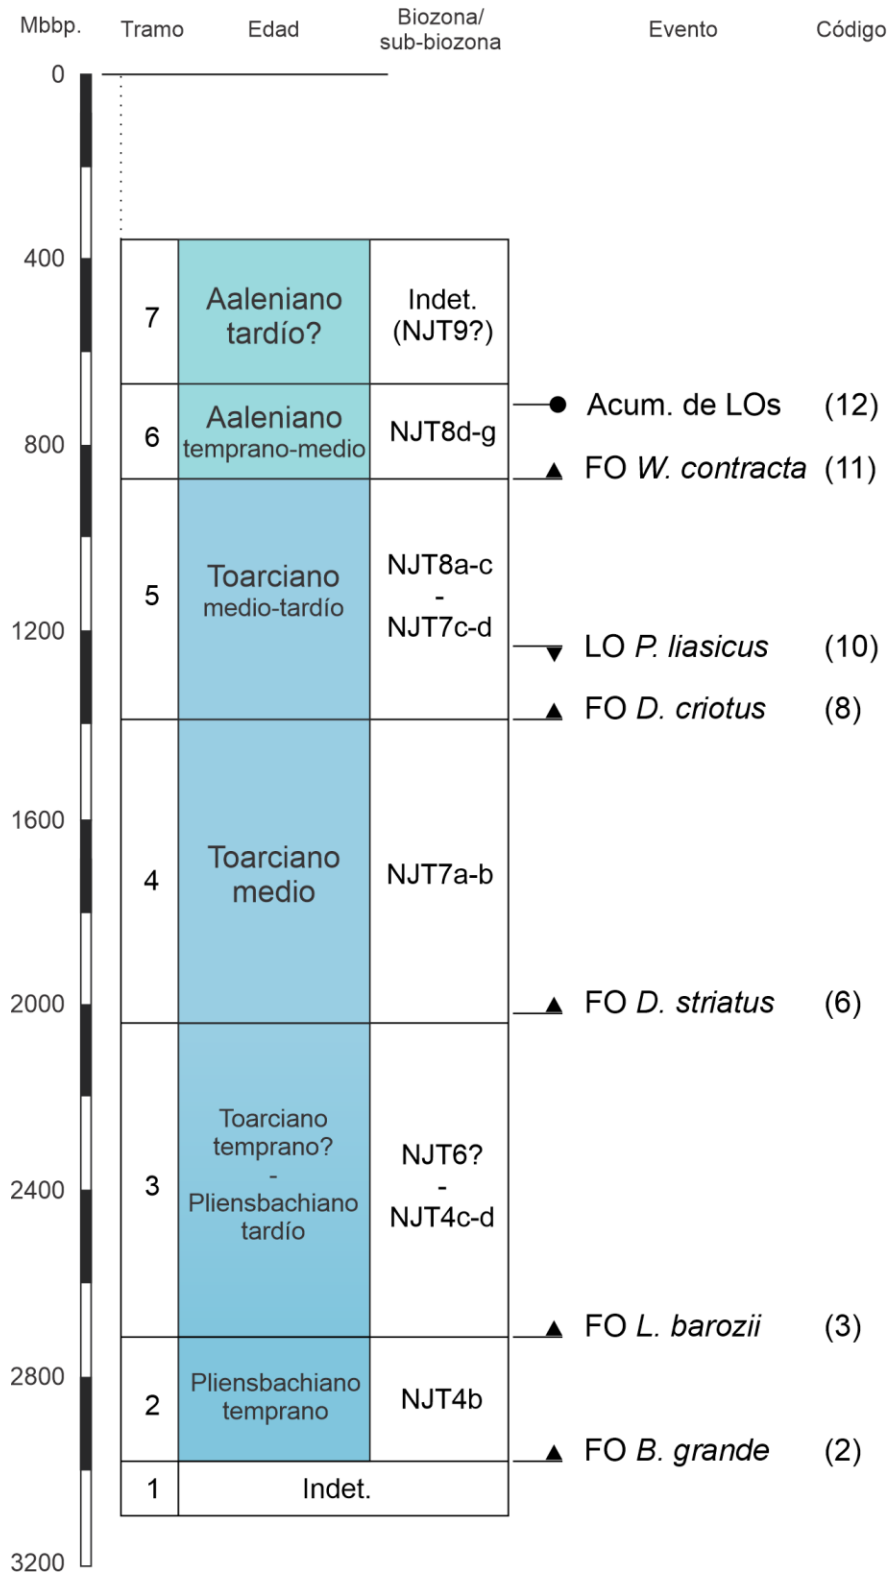 Mbbp.
Tramo
Edad
Biozona/
sub-biozona
Evento
Código
0
400
7
Aaleniano
tardío?
Indet.
(NJT9?)
Acum. de LOs (12)
6
Aaleniano
temprano-medio
NJT8d-g
800
FO W. contracta (11)
5
Toarciano
medio-tardío
NJT8a-c
-
NJT7c-d
1200
LO P. liasicus (10)
FO D. criotus (8)
1600
4
Toarciano
medio
NJT7a-b
2000
FO D. striatus (6)
3
Toarciano
temprano?
-
Pliensbachiano
tardío
NJT6?
-
NJT4c-d
2400
FO L. barozii (3)
2800
2
Pliensbachiano
temprano
NJT4b
FO B. grande (2)
1
Indet.
3200